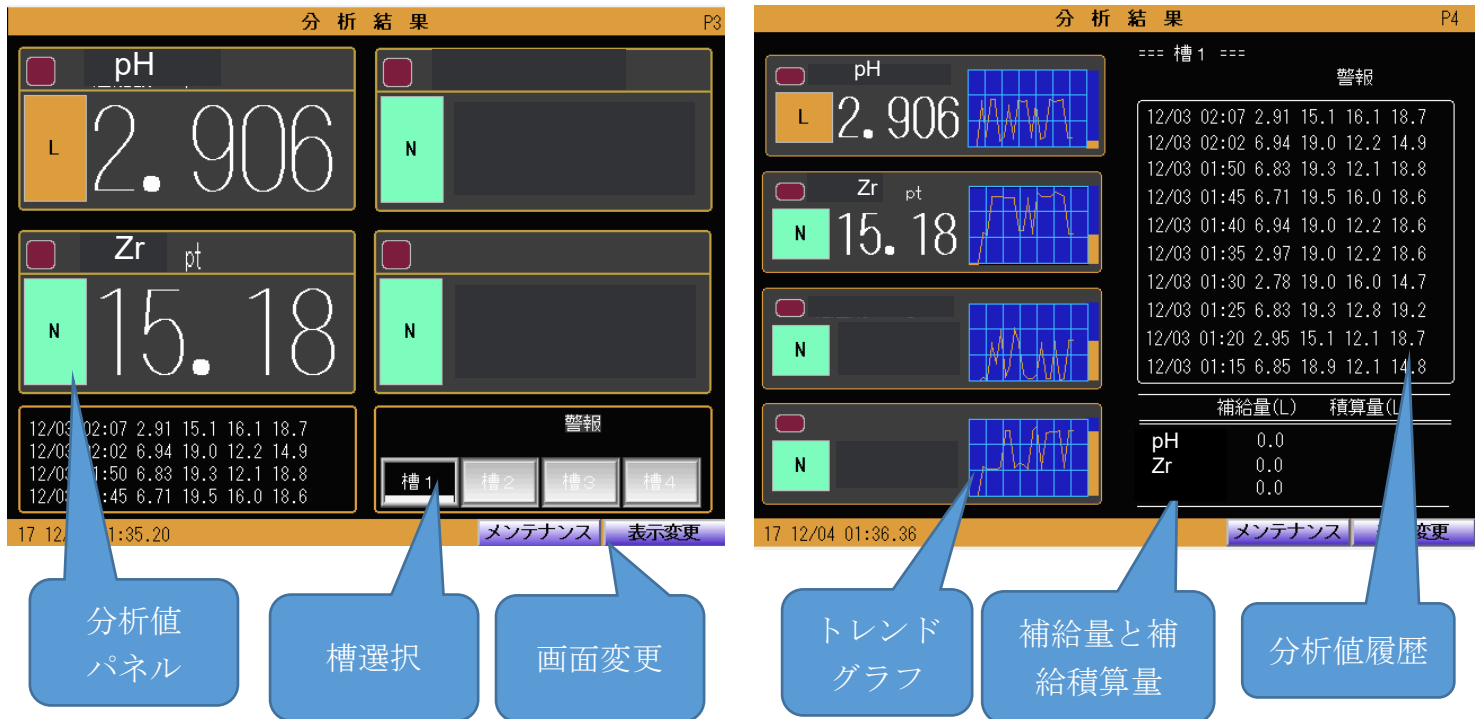 分 析 結 果 P3
pH
L 2.906
N
Zr pt
N 15.18
N
12/03 02:07 2.91 15.1 16.1 18.7
12/03 02:02 6.94 19.0 12.2 14.9
12/03 01:50 6.83 19.3 12.1 18.8
12/03 01:45 6.71 19.5 16.0 18.6
警報
槽1 槽2 槽3 槽4
17 12/ 1:35.20 メンテナンス 表示変更
分析値
パネル
槽選択
画面変更
分 析 結 果 P4
pH
L 2.906
Zr pt
N 15.18
N
N
=== 槽1 ===
警報
12/03 02:07 2.91 15.1 16.1 18.7
12/03 02:02 6.94 19.0 12.2 14.9
12/03 01:50 6.83 19.3 12.1 18.8
12/03 01:45 6.71 19.5 16.0 18.6
12/03 01:40 6.94 19.0 12.2 18.6
12/03 01:35 2.97 19.0 12.2 18.6
12/03 01:30 2.78 19.0 16.0 14.7
12/03 01:25 6.83 19.3 12.8 19.2
12/03 01:20 2.95 15.1 12.1 18.7
12/03 01:15 6.85 18.9 12.1 14.8
補給量(L) 積算量(L
pH 0.0
Zr 0.0
0.0
17 12/04 01:36.36 メンテナンス 変更
トレンド
グラフ
補給量と補
給積算量
分析値履歴